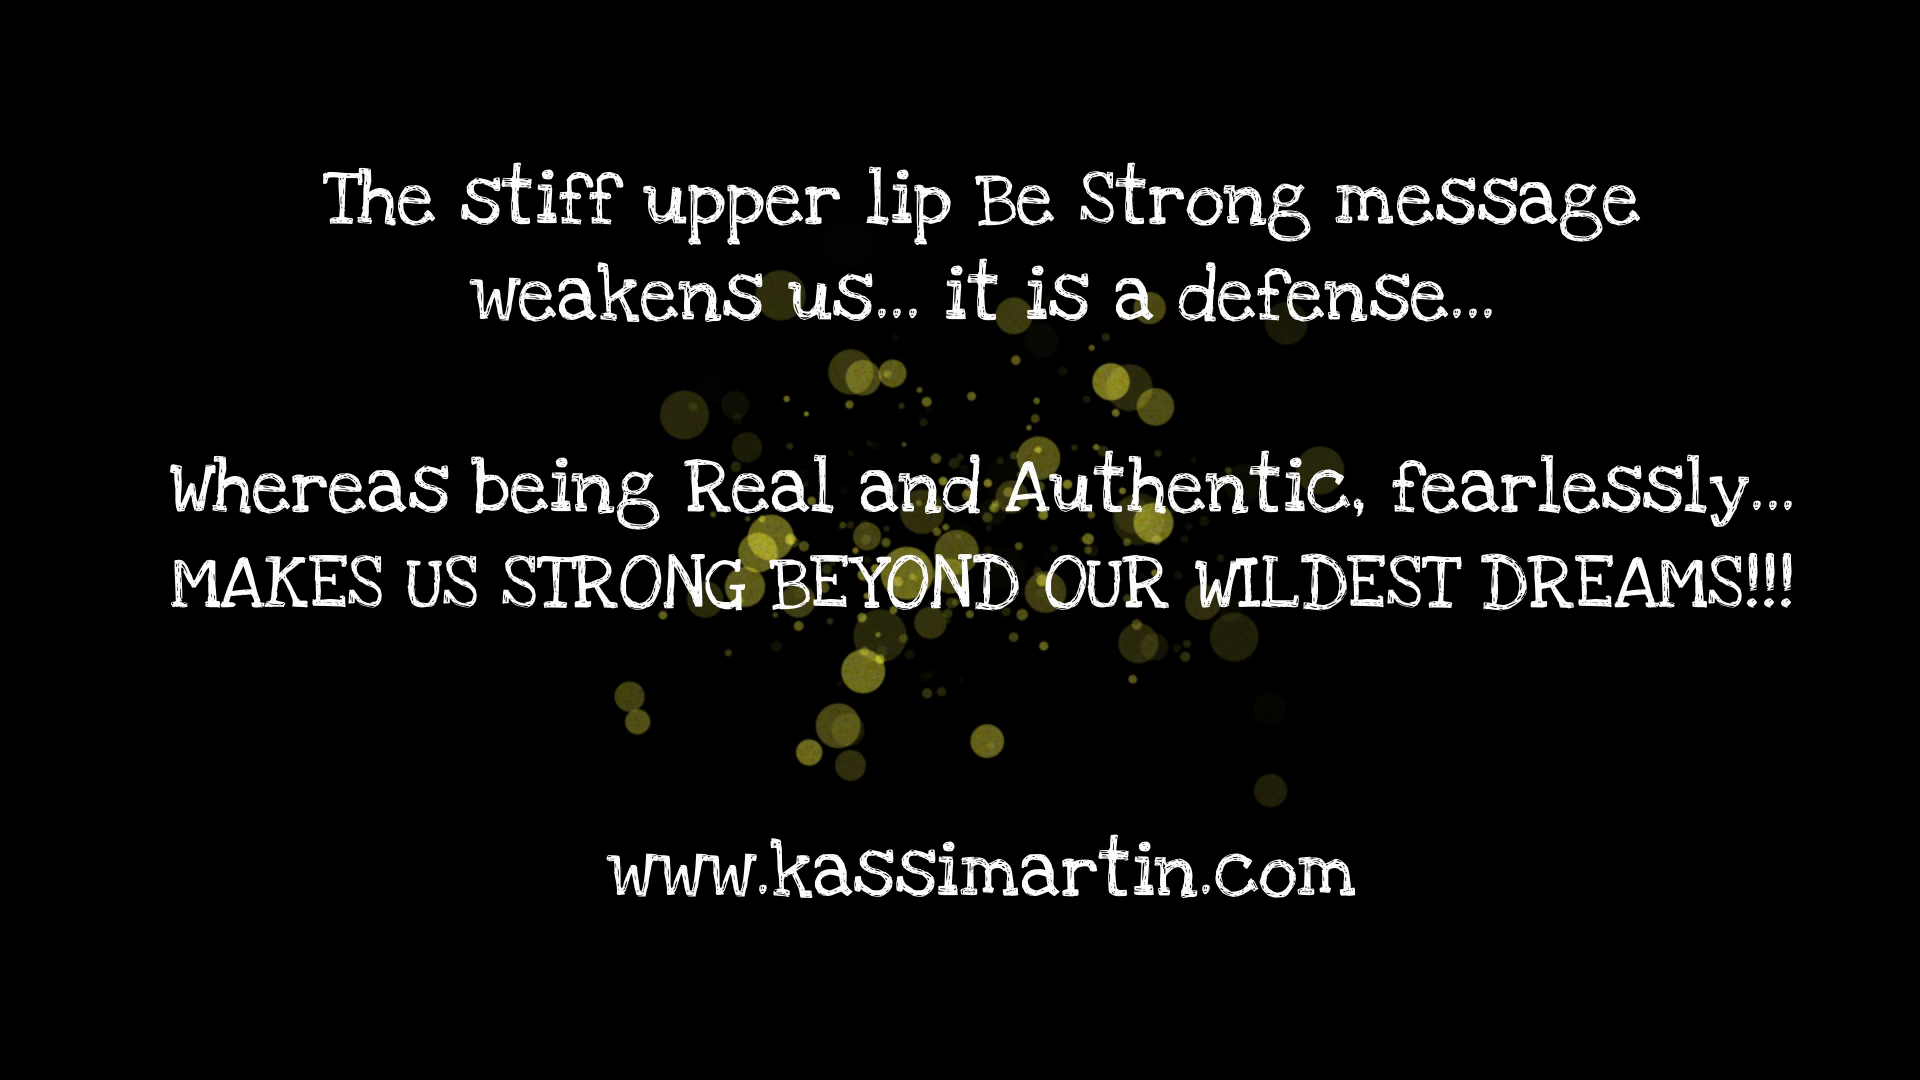 The stiff upper lip Be Strong message
weakens us... it is a defense...
Whereas being Real and Authentic, fearlessly...
MAKES US STRONG BEYOND OUR WILDEST DREAMS!!!
www.kassimartin.com